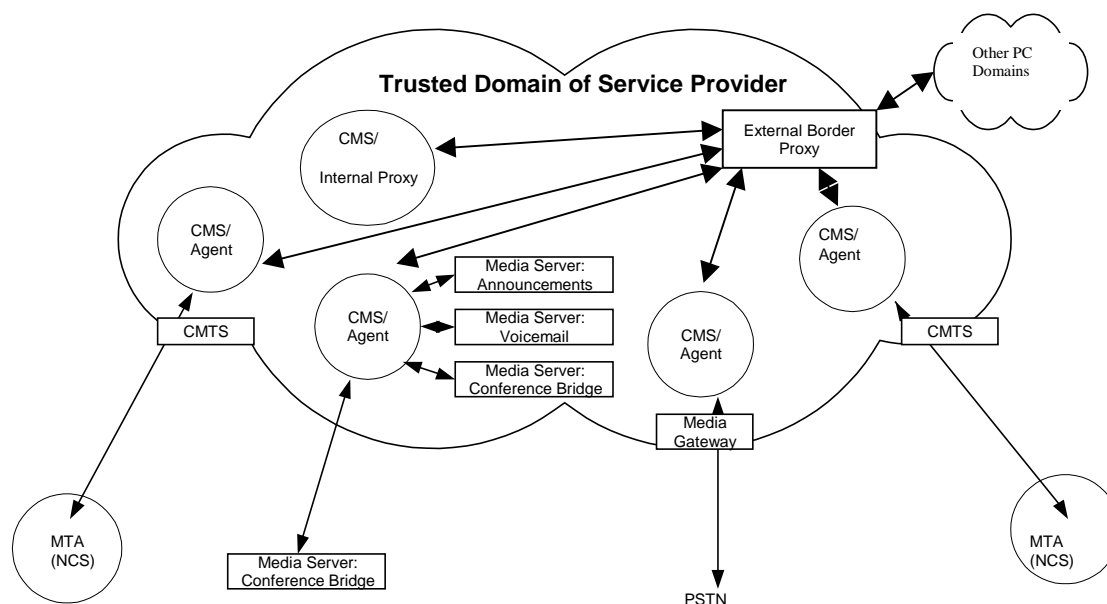 Other PC
Domains
Trusted Domain of Service Provider
External Border
Proxy
CMS/
Internal Proxy
CMS/
Agent
CMS/
Agent
Media Server:
Announcements
Media Server:
Voicemail
Media Server:
Conference Bridge
CMS/
Agent
CMS/
Agent
CMTS
CMTS
Media
Gateway
MTA
(NCS)
Media Server:
Conference Bridge
PSTN
MTA
(NCS)